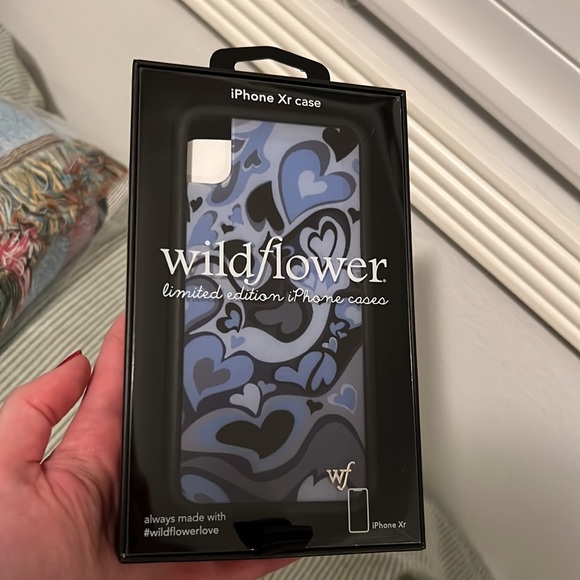 iPhone Xr case
wildflower
limited edition iPhone cases
wf
always made with
#wildflowerlove
iPhone Xr